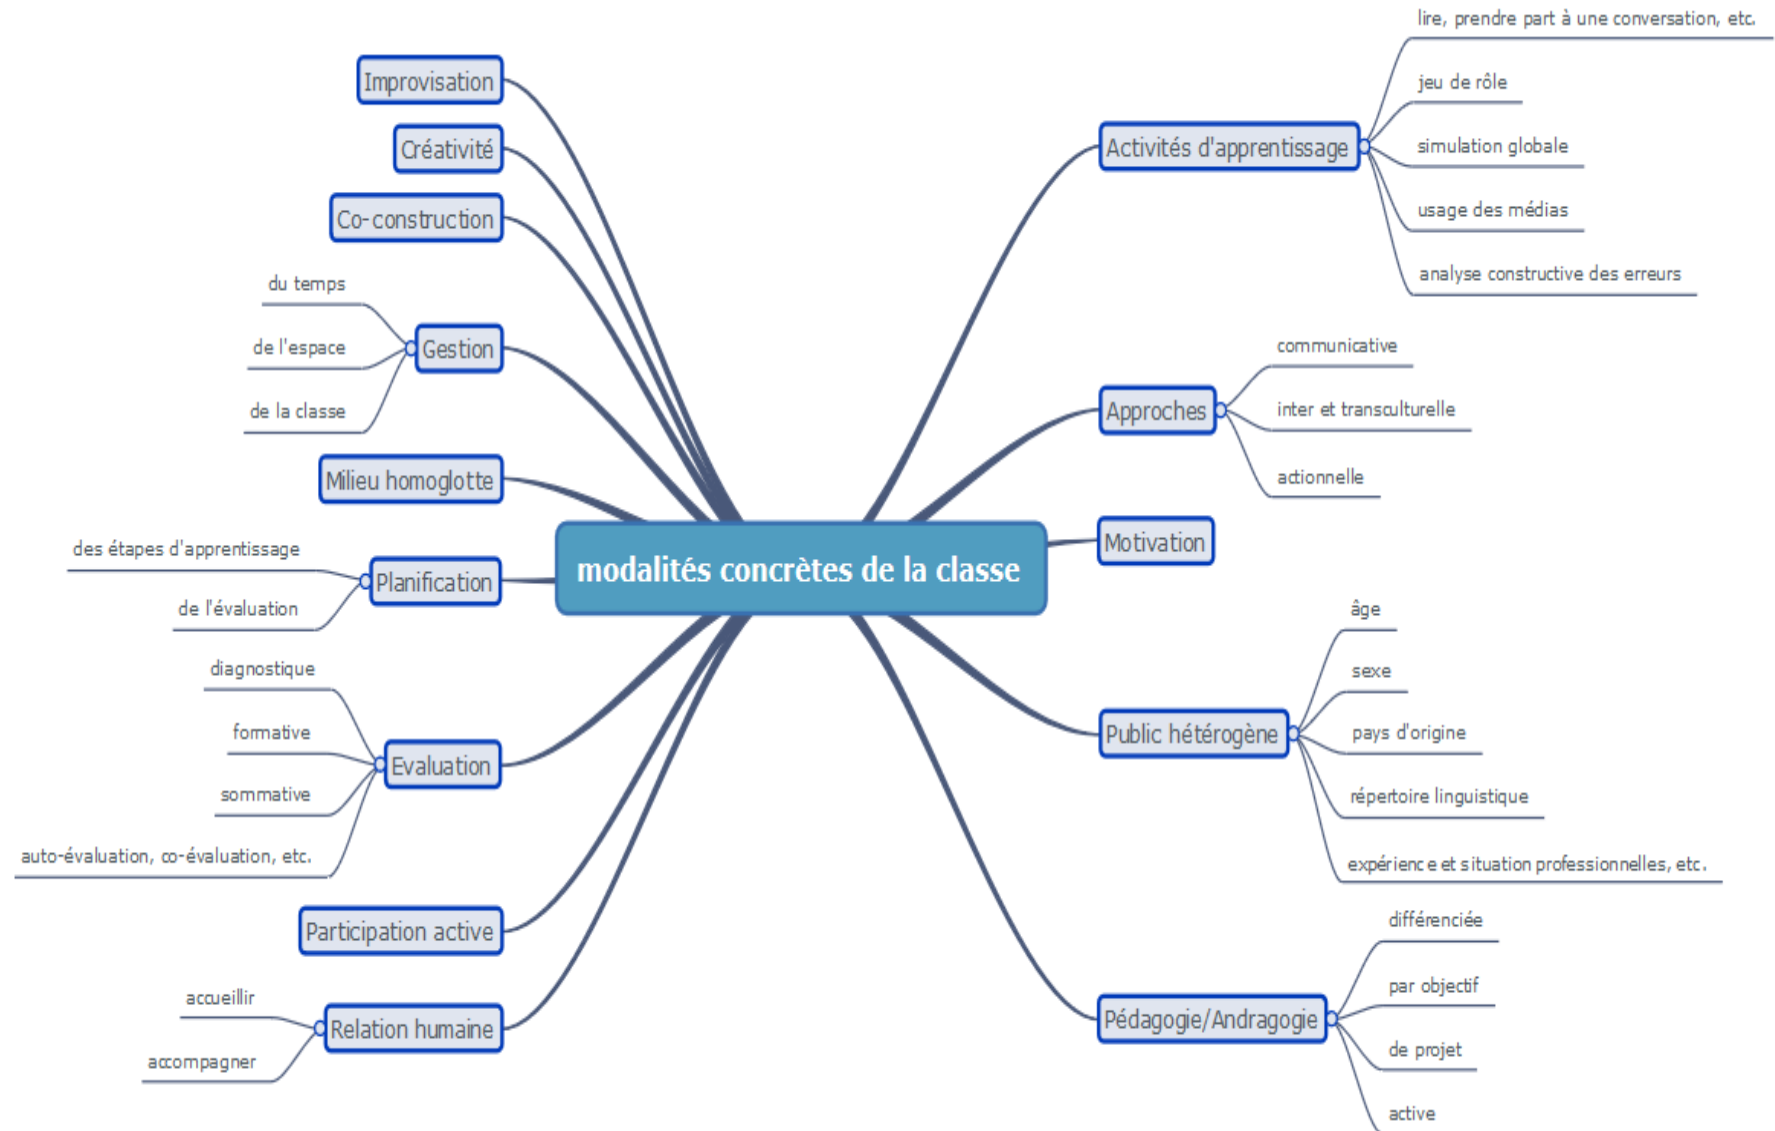 Improvisation
Créativité
Co-construction
du temps
de l'espace
de la classe
Gestion
Milieu homoglotte
des étapes d'apprentissage
de l'évaluation
Planification
diagnostique
formative
sommative
auto-évaluation, co-évaluation, etc.
Evaluation
Participation active
accueillir
accompagner
Relation humaine
modalités concrètes de la classe
Activités d'apprentissage
lire, prendre part à une conversation, etc.
jeu de rôle
simulation globale
usage des médias
analyse constructive des erreurs
Approches
communicative
inter et transculturelle
actionnelle
Motivation
Public hétérogène
âge
sexe
pays d'origine
répertoire linguistique
expérience et situation professionnelles, etc.
Pédagogie/Andragogie
différenciée
par objectif
de projet
active